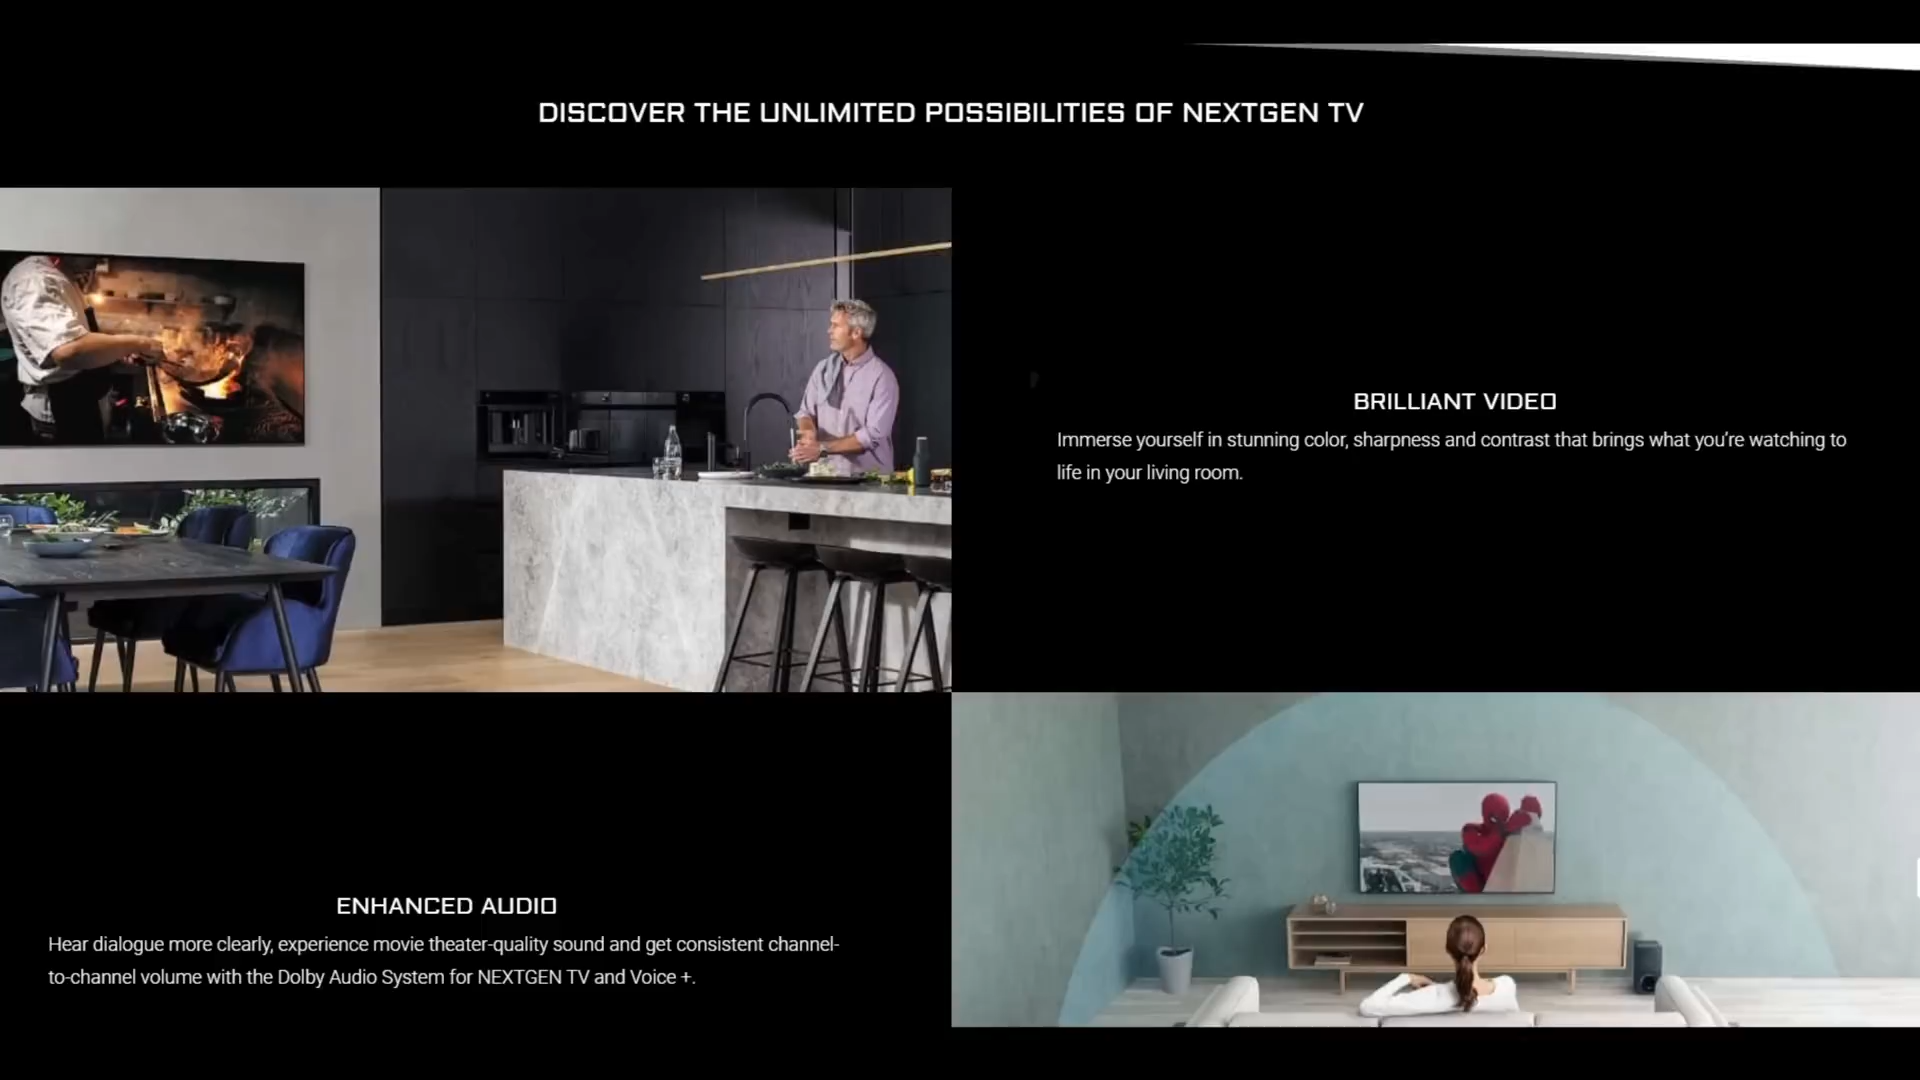 DISCOVER THE UNLIMITED POSSIBILITIES OF NEXTGEN TV
BRILLIANT VIDEO
Immerse yourself in stunning color, sharpness and contrast that brings what you’re watching to
life in your living room.
ENHANCED AUDIO
Hear dialogue more clearly, experience movie theater-quality sound and get consistent channel-
to-channel volume with the Dolby Audio System for NEXTGEN TV and Voice +.